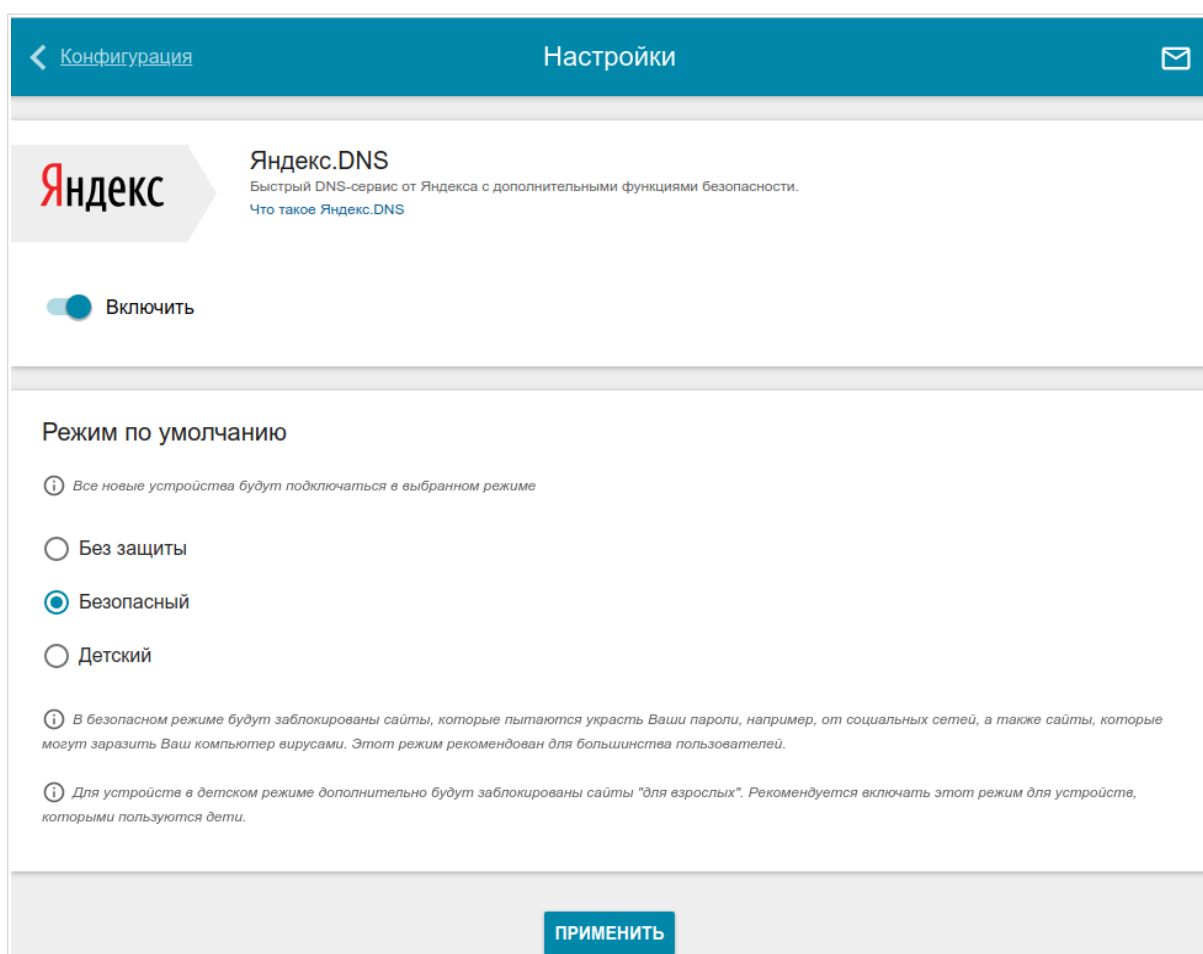 Конфигурация
Настройки
Яндекс
Яндекс.DNS
Быстрый DNS-сервис от Яндекса с дополнительными функциями безопасности.
Что такое Яндекс.DNS
Включить
Режим по умолчанию
Все новые устройства будут подключаться в выбранном режиме
Без защиты
Безопасный
Детский
В безопасном режиме будут заблокированы сайты, которые пытаются украсть Ваши пароли, например, от социальных сетей, а также сайты, которые
могут заразить Ваш компьютер вирусами. Этот режим рекомендован для большинства пользователей.
Для устройств в детском режиме дополнительно будут заблокированы сайты "для взрослых". Рекомендуется включать этот режим для устройств,
которыми пользуются дети.
ПРИМЕНИТЬ